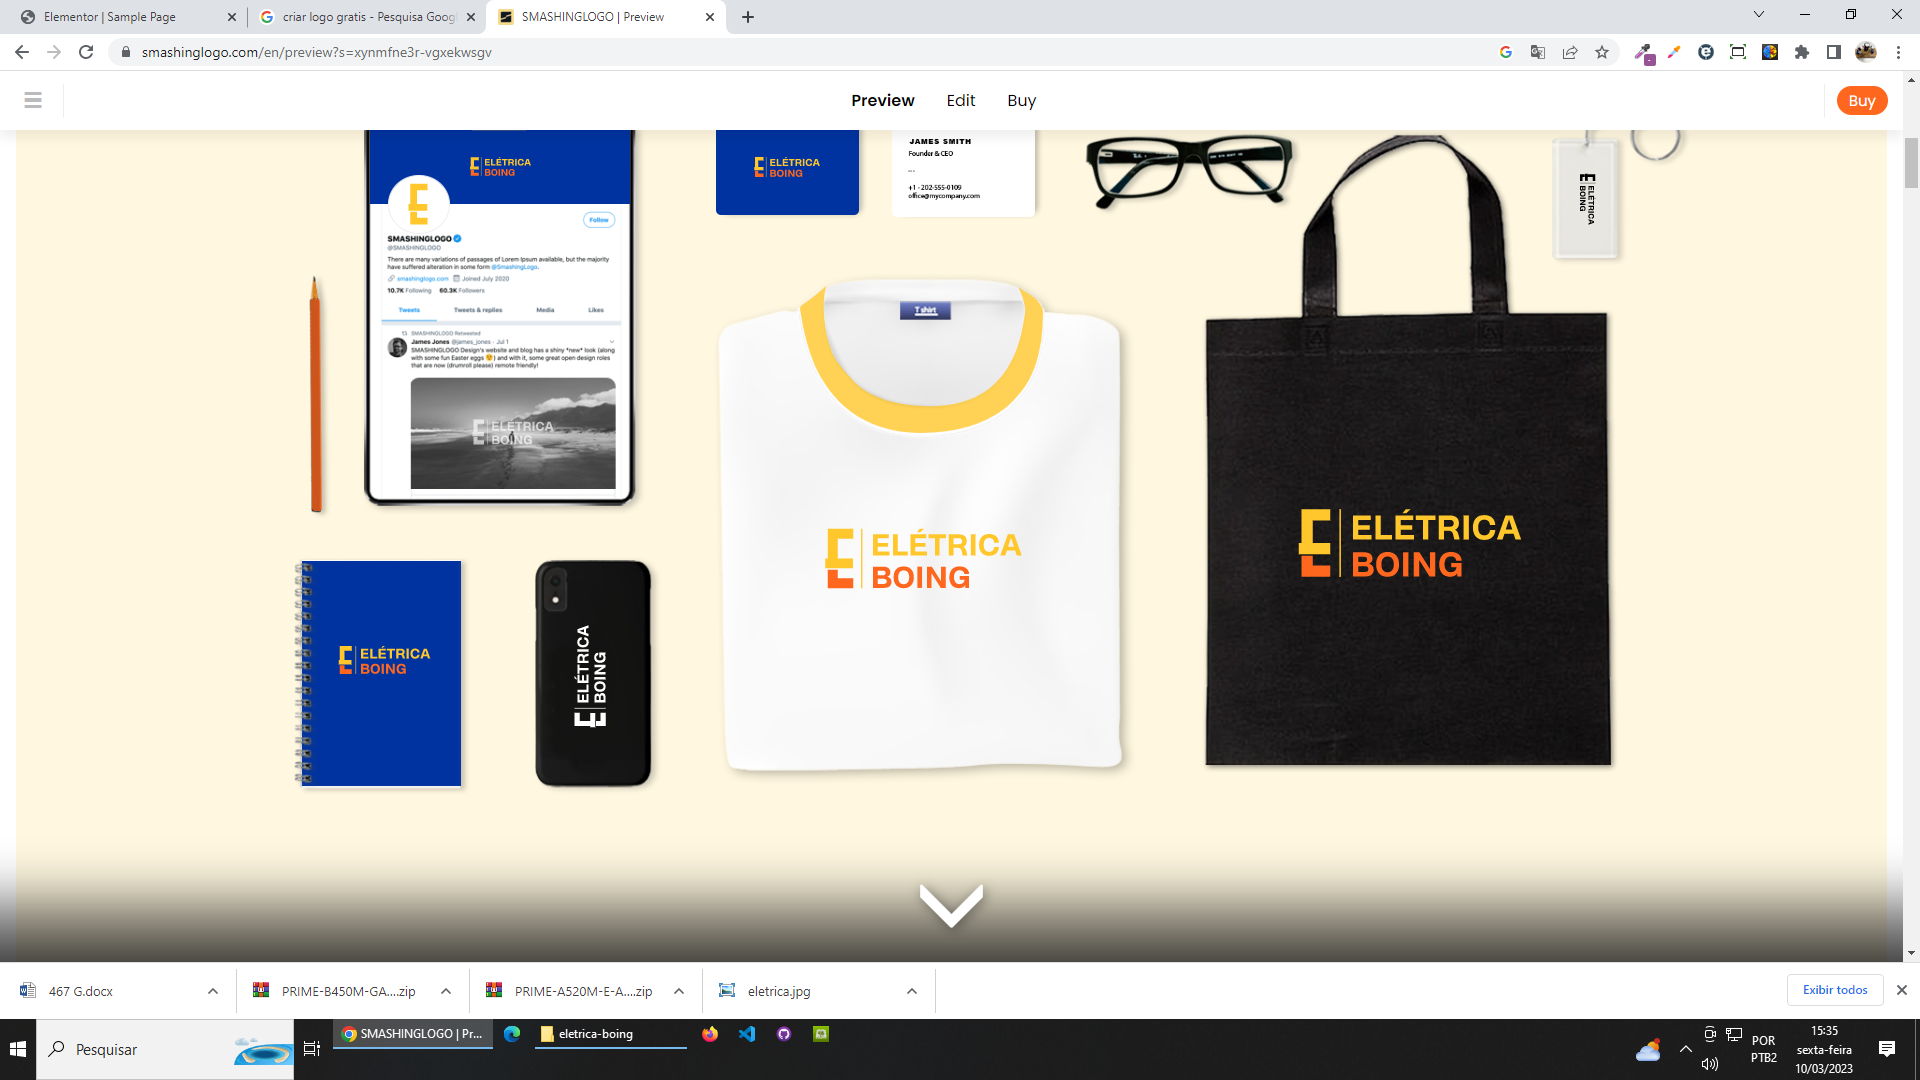 Elementor | Sample Page
criar logo gratis - Pesquisa Goog
SMASHINGLOGO | Preview
smashinglogo.com/en/preview?s=xynmfne3r-vgxekwsgv
Preview
Edit
Buy
Buy
ELÉTRICA
BOING
Follow
SMASHINGLOGO
@SMASHINGLOGO
There are many variations of passages of Lorem Ipsum available, but the majority
have suffered alteration in some form @SmashingLogo.
smashinglogo.com Joined July 2020
10.7K Following 60.3K Followers
Tweets
Tweets & replies
Media
Likes
SMASHINGLOGO Retweeted
James Jones @james_jones · Jul 1
SMASHINGLOGO Design's website and blog has a shiny *new* look (along
with some fun Easter eggs 🙂) and with it, some great open design roles
that are now (drumroll please) remote friendly!
ELÉTRICA
BOING
ELÉTRICA
BOING
JAMES SMITH
Founder & CEO
+1 - 202-555-0109
office@mycompany.com
ELÉTRICA
BOING
T shirt
ELÉTRICA
BOING
ELÉTRICA
BOING
ELÉTRICA
BOING
ELÉTRICA
BOING
467 G.docx
PRIME-B450M-GA....zip
PRIME-A520M-E-A....zip
eletrica.jpg
Exibir todos
Pesquisar
SMASHINGLOGO | Pr...
eletrica-boing
POR
PTB2
15:35
sexta-feira
10/03/2023